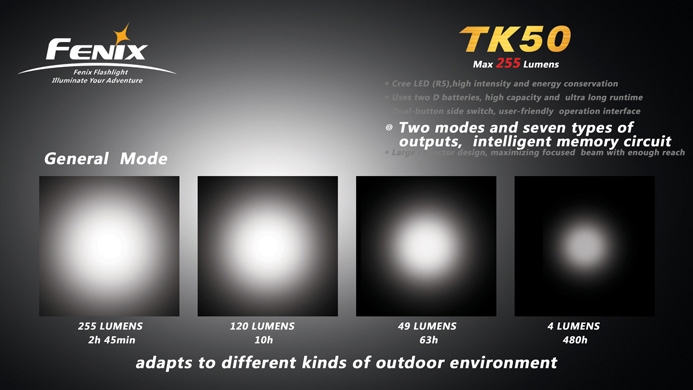 FENIX
Fenix Flashlight
Illuminate Your Adventure
TK50
Max 255 Lumens
• Cree LED (R5),high intensity and energy conservation
• Uses two D batteries, high capacity and ultra long runtime
-button side switch, user-friendly operation interface
Two modes and seven types of
outputs, intelligent memory circuit
• Large design, maximizing focused beam with enough reach
General Mode
255 LUMENS
2h 45min
120 LUMENS
10h
49 LUMENS
63h
4 LUMENS
480h
adapts to different kinds of outdoor environment